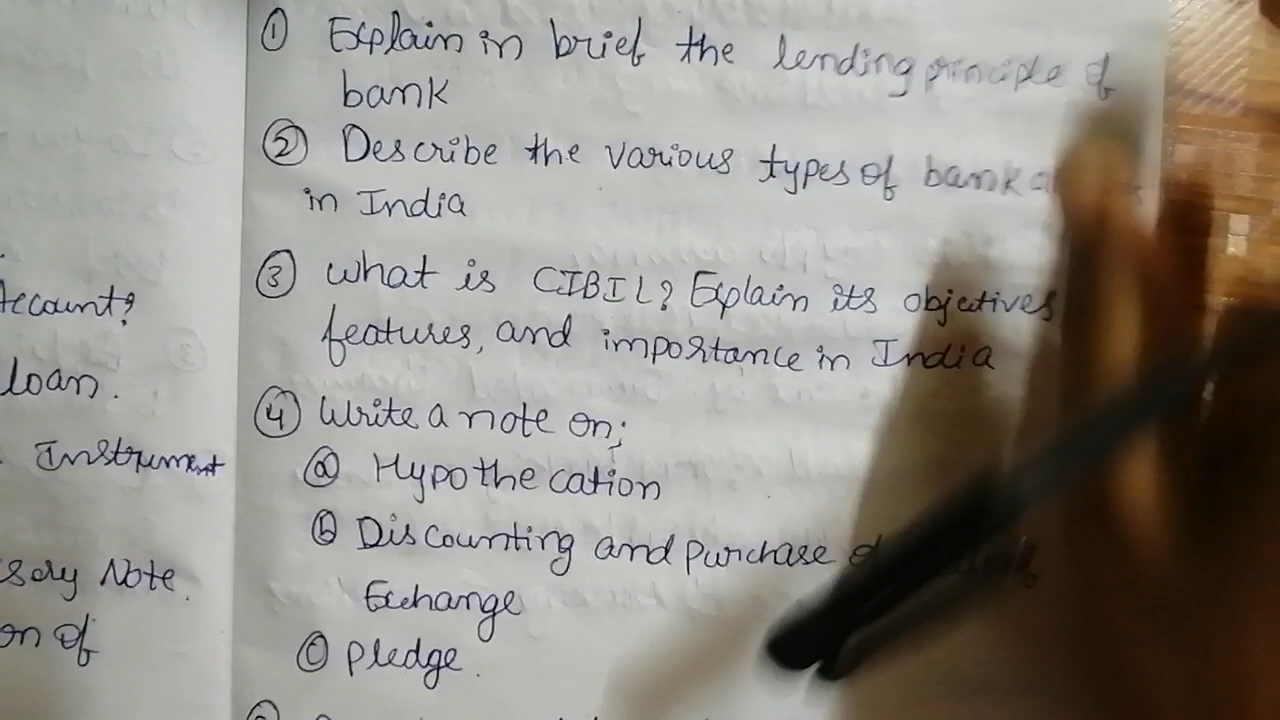 Account?
loan.
Instrument
Note.
on of
① Explain in brief the lending principle of
bank
② Describe the various types of bank
in India
③ What is CIBIL? Explain its objectives
features, and importance in India
④ Write a note on;
ⓐ Hypothecation
ⓑ Discounting and purchase
Exchange
ⓒ pledge.